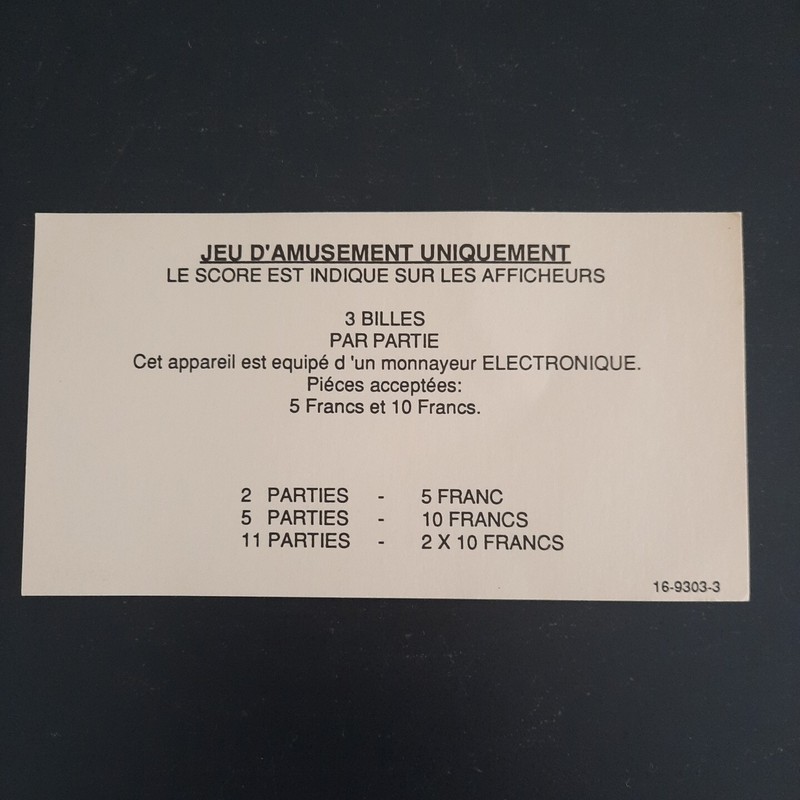 JEU D'AMUSEMENT UNIQUEMENT
LE SCORE EST INDIQUE SUR LES AFFICHEURS
3 BILLES
PAR PARTIE
Cet appareil est equipé d 'un monnayeur ELECTRONIQUE.
Piéces acceptées:
5 Francs et 10 Francs.
2 PARTIES - 5 FRANC
5 PARTIES - 10 FRANCS
11 PARTIES - 2 X 10 FRANCS
16-9303-3